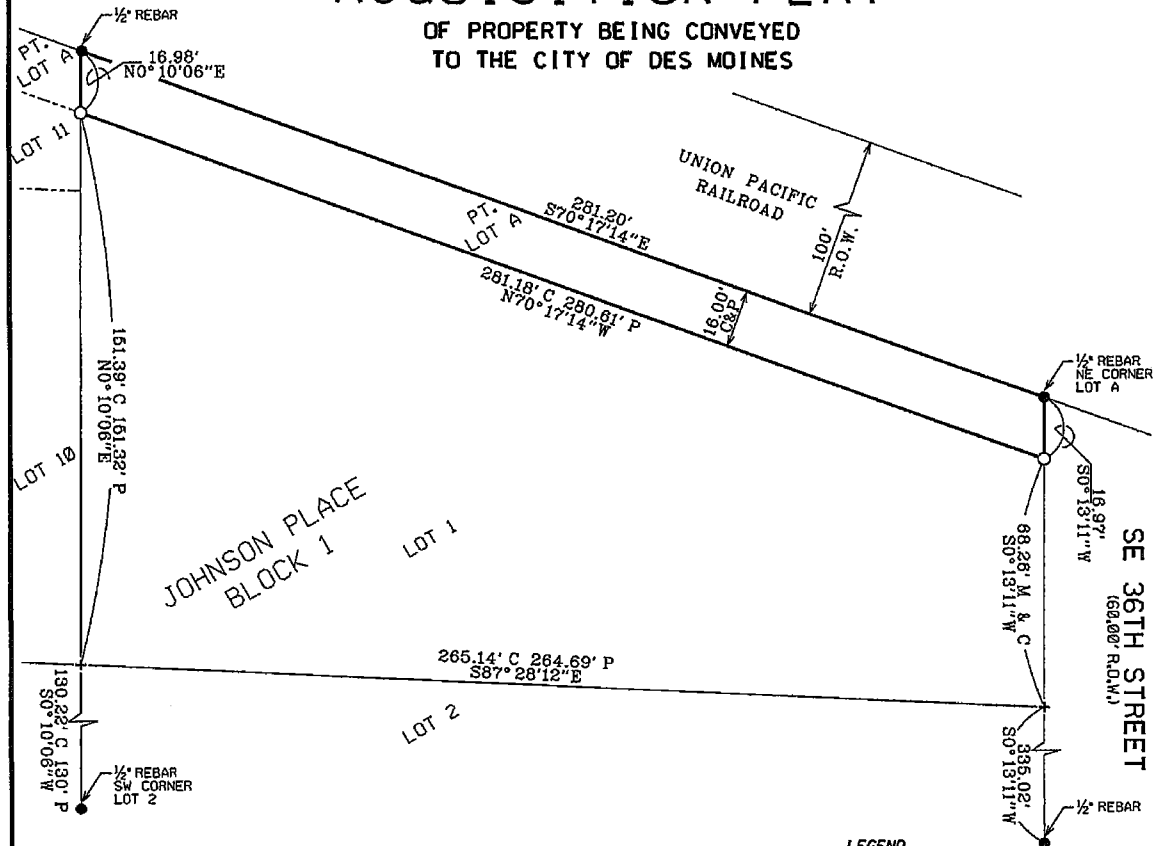 OF PROPERTY BEING CONVEYED
TO THE CITY OF DES MOINES
½" REBAR
PT.
LOT A
16.98'
N0°10'06"E
LOT 11
UNION PACIFIC
RAILROAD
100'
R.O.W.
PT.
LOT A
281.20'
S70°17'14"E
281.18' C 280.61' P
N70°17'14"W
16.00'
C&P
½" REBAR
NE CORNER
LOT A
16.97'
S0°13'11"W
151.39' C 151.32' P
N0°10'06"E
LOT 10
JOHNSON PLACE
BLOCK 1
LOT 1
68.26' M & C
S0°13'11"W
SE 36TH STREET
(60.00' R.O.W.)
265.14' C 264.69' P
S87°28'12"E
LOT 2
130.22' C 130' P
S0°10'06"W
½" REBAR
SW CORNER
LOT 2
335.02'
S0°13'11"W
½" REBAR
LEGEND